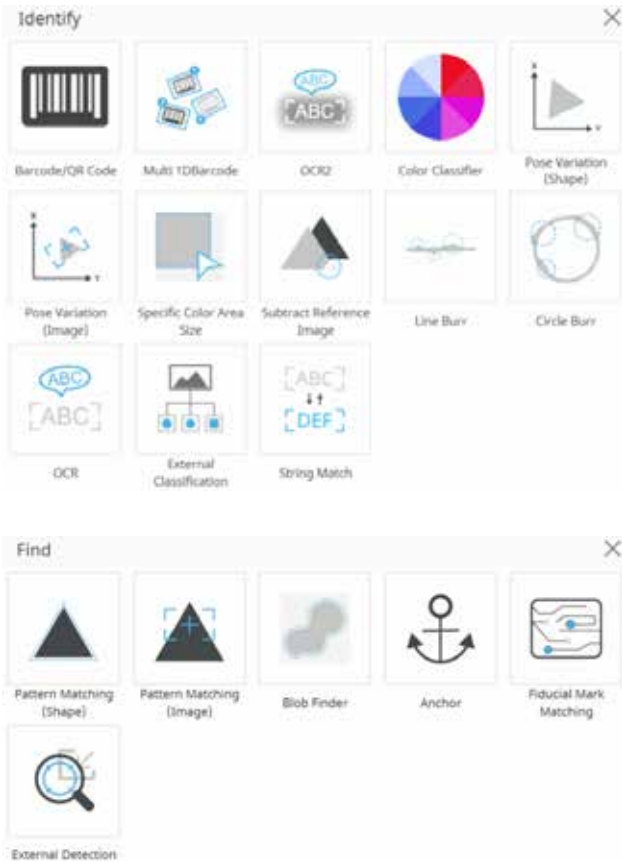 Identify
Barcode/QR Code
Multi 1DBarcode
ABC
[ABC]
OCR2
Color Classifier
X
Y
Pose Variation
(Shape)
X
Y
Pose Variation
(Image)
Specific Color Area
Size
Subtract Reference
Image
Line Burr
Circle Burr
ABC
[ABC]
OCR
External
Classification
[ABC]
[DEF]
String Match
Find
Pattern Matching
(Shape)
Pattern Matching
(Image)
Blob Finder
Anchor
Fiducial Mark
Matching
External Detection